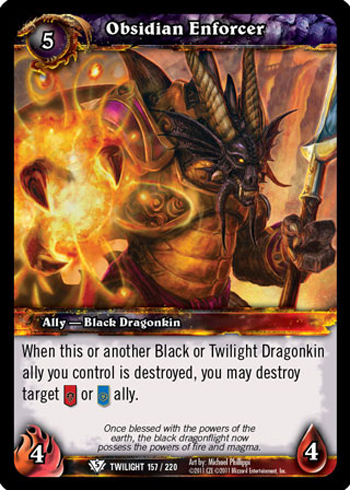 5
Obsidian Enforcer
Ally — Black Dragonkin
When this or another Black or Twilight Dragonkin
ally you control is destroyed, you may destroy
target or ally.
Once blessed with the powers of the
earth, the black dragonflight now
possesses the powers of fire and magma.
4
4
TWILIGHT 157 / 220
Art by: Michael Phillippi
©2011 CZE ©2011 Blizzard Entertainment, Inc.